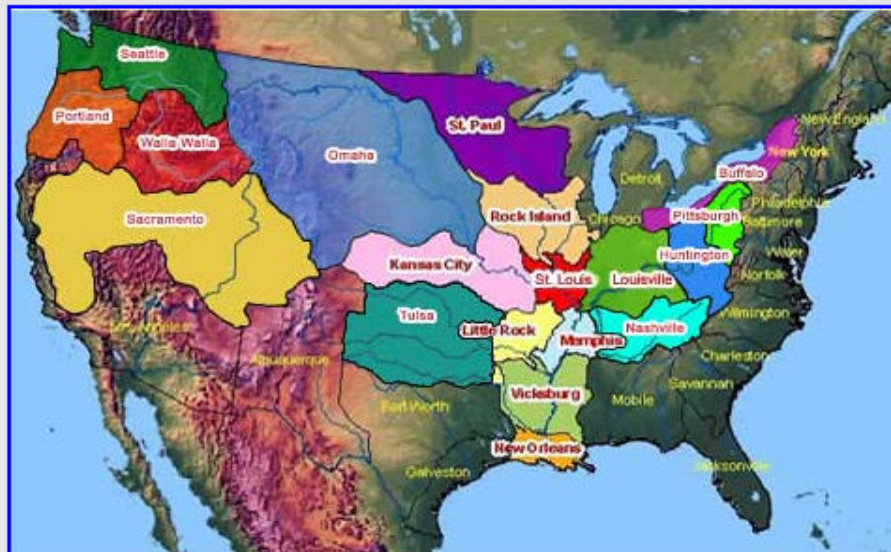 Seattle
New England
Portland
St. Paul
Walla Walla
New York
Omaha
Buffalo
Detroit
Philadelphia
Rock Island
Chicago
Pittsburgh
Baltimore
Sacramento
Water
Huntington
Kansas City
St. Louis
Louisville
Norfolk
Tulsa
Wilmington
Los Angeles
Little Rock
Nashville
Memphis
Albuquerque
Charleston
Savannah
Vicksburg
Mobile
Fort Worth
New Orleans
Jacksonville
Galveston